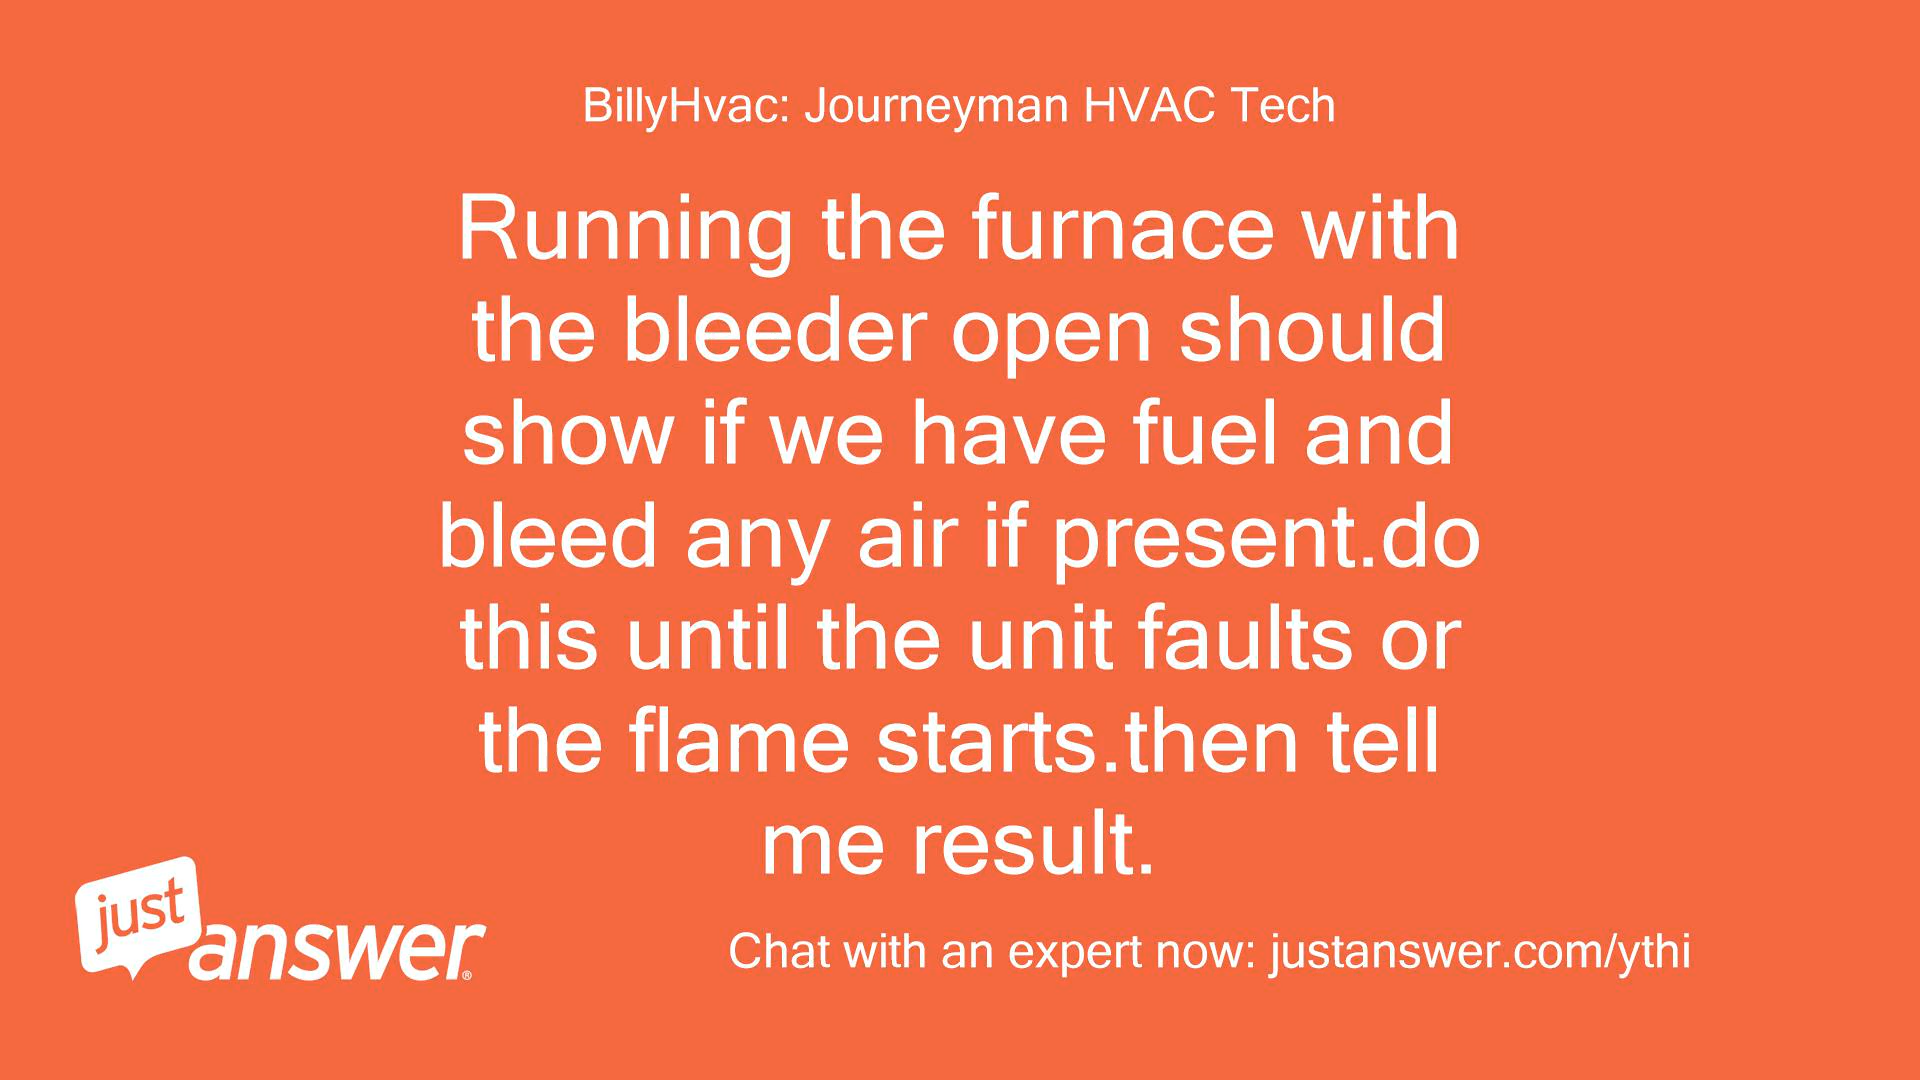 BillyHvac: Journeyman HVAC Tech
Running the furnace with
the bleeder open should
show if we have fuel and
bleed any air if present.do
this until the unit faults or
the flame starts.then tell
me result.
just
answer®
Chat with an expert now: justanswer.com/ythi